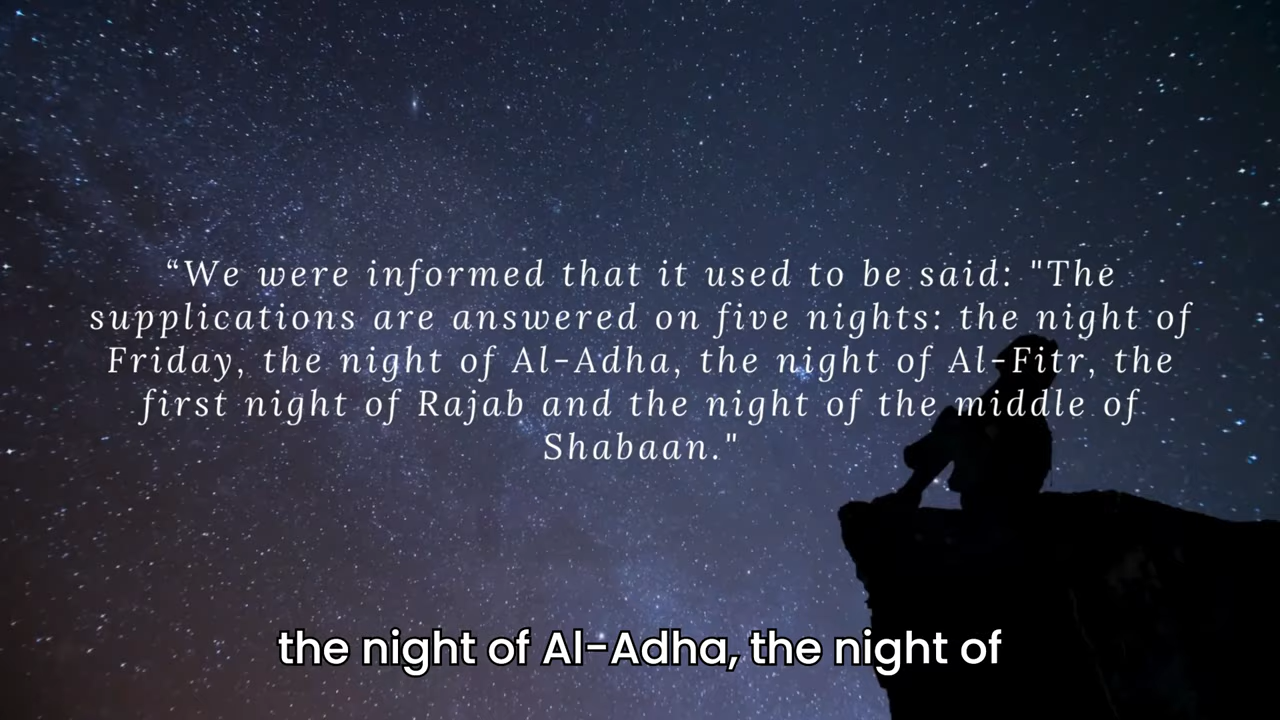 “We were informed that it used to be said: "The
supplications are answered on five nights: the night of
Friday, the night of Al-Adha, the night of Al-Fitr, the
first night of Rajab and the night of the middle of
Shabaan."
the night of Al-Adha, the night of